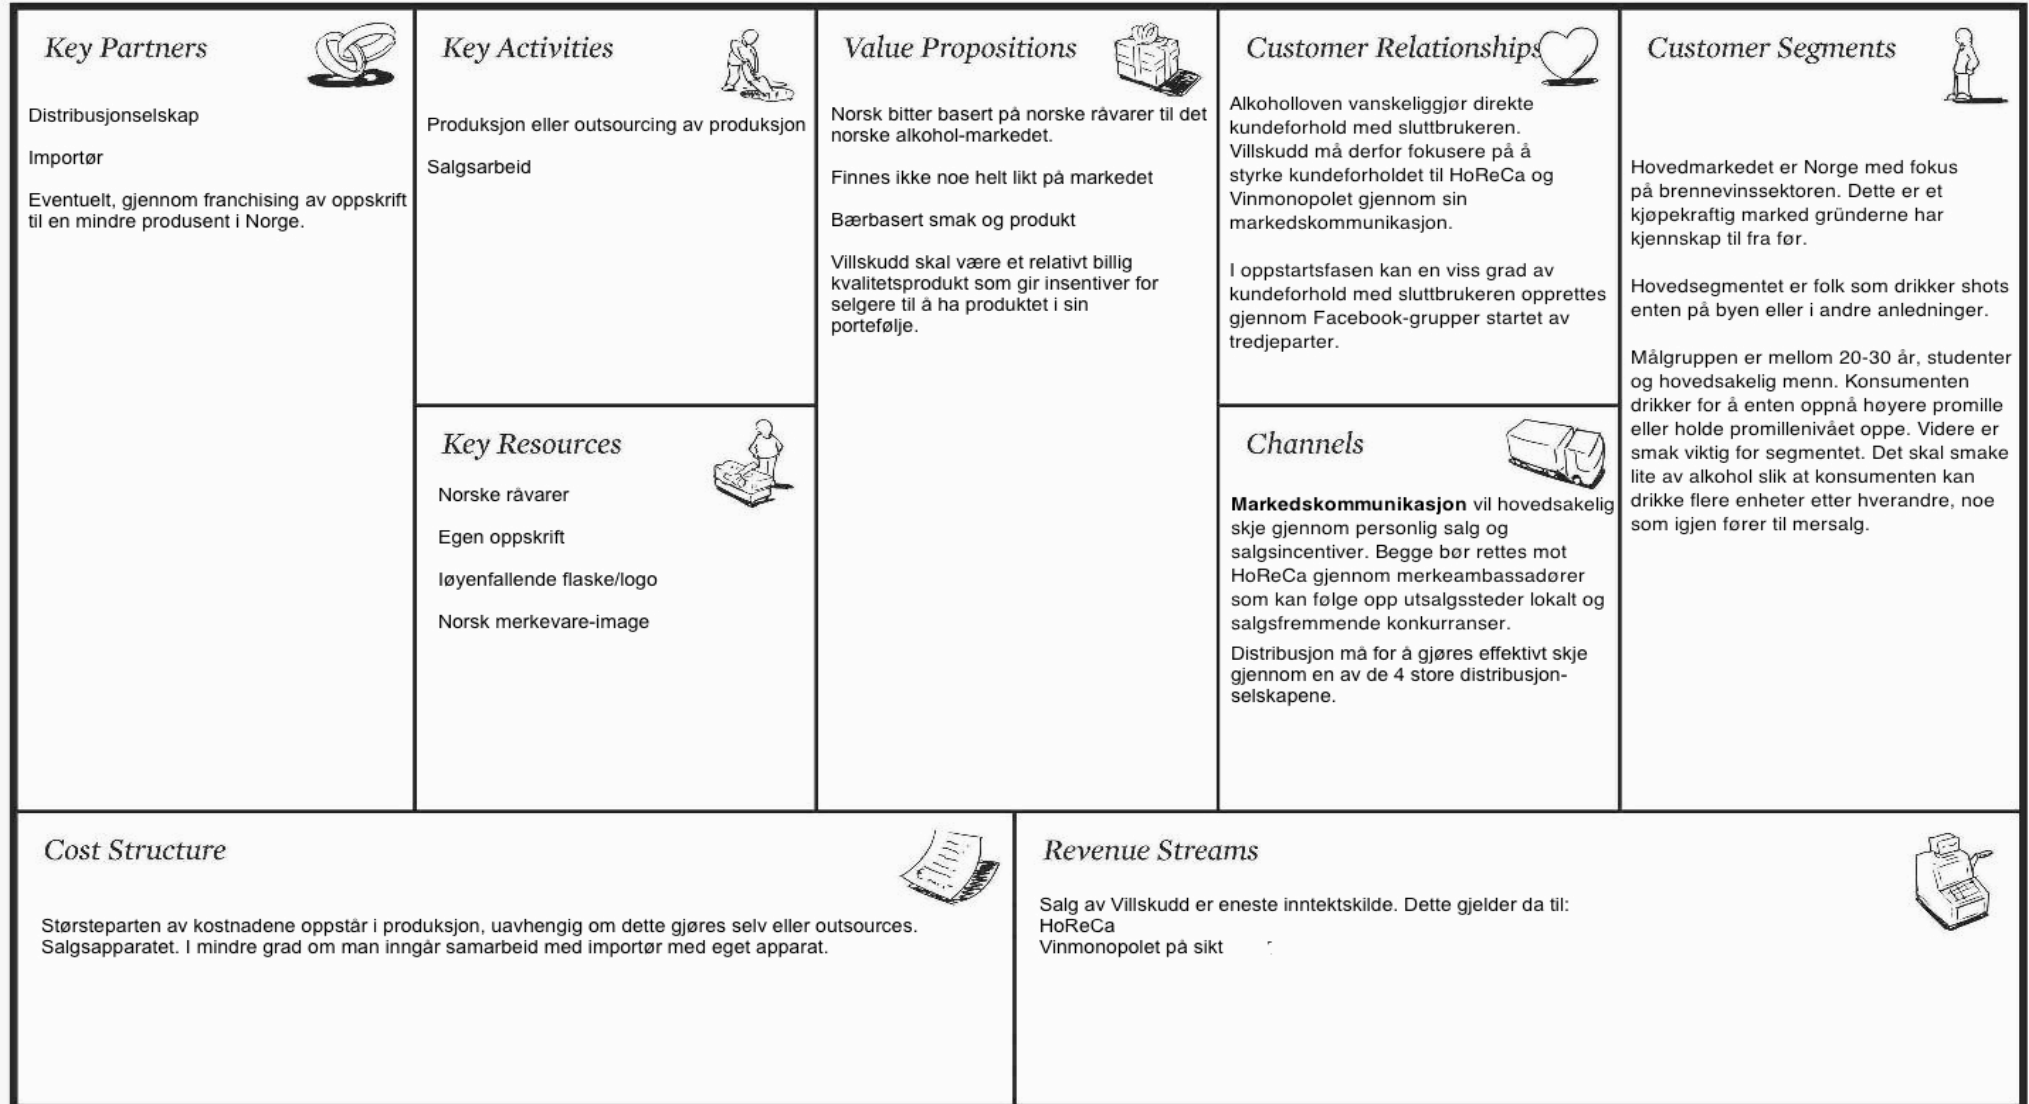 Key Partners
Distribusjonselskap
Importør
Eventuelt, gjennom franchising av oppskrift
til en mindre produsent i Norge.
Key Activities
Produksjon eller outsourcing av produksjon
Salgsarbeid
Key Resources
Norske råvarer
Egen oppskrift
Iøyenfallende flaske/logo
Norsk merkevare-image
Value Propositions
Norsk bitter basert på norske råvarer til det
norske alkohol-markedet.
Finnes ikke noe helt likt på markedet
Bærbasert smak og produkt
Villskudd skal være et relativt billig
kvalitetsprodukt som gir insentiver for
selgere til å ha produktet i sin
portefølje.
Customer Relationships
Alkoholloven vanskeliggjør direkte
kundeforhold med sluttbrukeren.
Villskudd må derfor fokusere på å
styrke kundeforholdet til HoReCa og
Vinmonopolet gjennom sin
markedskommunikasjon.
I oppstartsfasen kan en viss grad av
kundeforhold med sluttbrukeren opprettes
gjennom Facebook-grupper startet av
tredjeparter.
Channels
Markedskommunikasjon vil hovedsakelig
skje gjennom personlig salg og
salgsincentiver. Begge bør rettes mot
HoReCa gjennom merkeambassadører
som kan følge opp utsalgssteder lokalt og
salgsfremmende konkurranser.
Distribusjon må for å gjøres effektivt skje
gjennom en av de 4 store distribusjon-
selskapene.
Customer Segments
Hovedmarkedet er Norge med fokus
på brennevinssektoren. Dette er et
kjøpekraftig marked gründerne har
kjennskap til fra før.
Hovedsegmentet er folk som drikker shots
enten på byen eller i andre anledninger.
Målgruppen er mellom 20-30 år, studenter
og hovedsakelig menn. Konsumenten
drikker for å enten oppnå høyere promille
eller holde promillenivået oppe. Videre er
smak viktig for segmentet. Det skal smake
lite av alkohol slik at konsumenten kan
drikke flere enheter etter hverandre, noe
som igjen fører til mersalg.
Cost Structure
Størsteparten av kostnadene oppstår i produksjon, uavhengig om dette gjøres selv eller outsources.
Salgsapparatet. I mindre grad om man inngår samarbeid med importør med eget apparat.
Revenue Streams
Salg av Villskudd er eneste inntektskilde. Dette gjelder da til:
HoReCa
Vinmonopolet på sikt